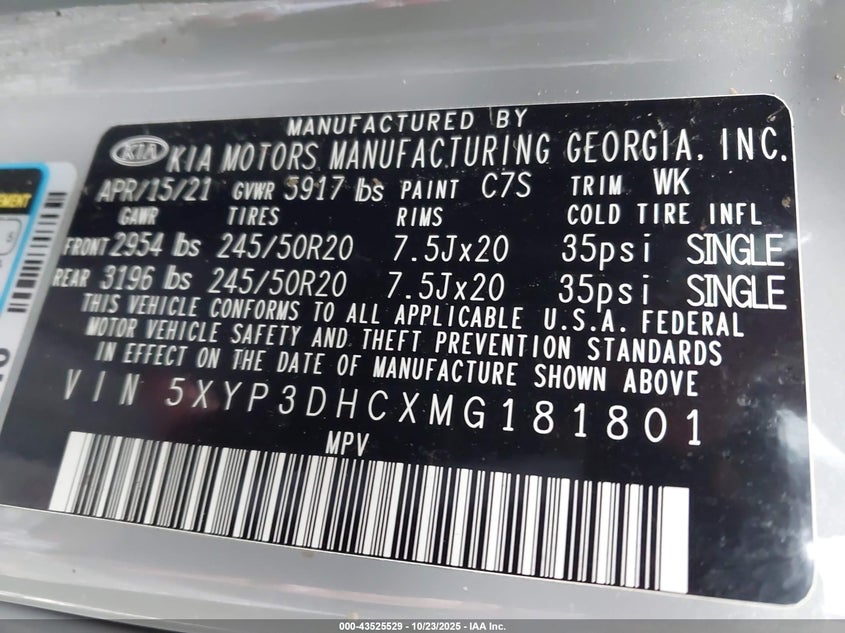 MANUFACTURED BY
KIA KIA MOTORS MANUFACTURING GEORGIA, INC.
APR/15/21 GVWR 5917 lbs PAINT C7S TRIM WK
GAWR TIRES RIMS COLD TIRE INFL
FRONT 2954 lbs 245/50R20 7.5Jx20 35psi SINGLE
REAR 3196 lbs 245/50R20 7.5Jx20 35psi SINGLE
THIS VEHICLE CONFORMS TO ALL APPLICABLE U.S.A. FEDERAL
MOTOR VEHICLE SAFETY AND THEFT PREVENTION STANDARDS
IN EFFECT ON THE DATE OF MANUFACTURE SHOWN ABOVE
VIN 5XYP3DHCXMG181801
MPV
000-43525529 - 10/23/2025 - IAA Inc.